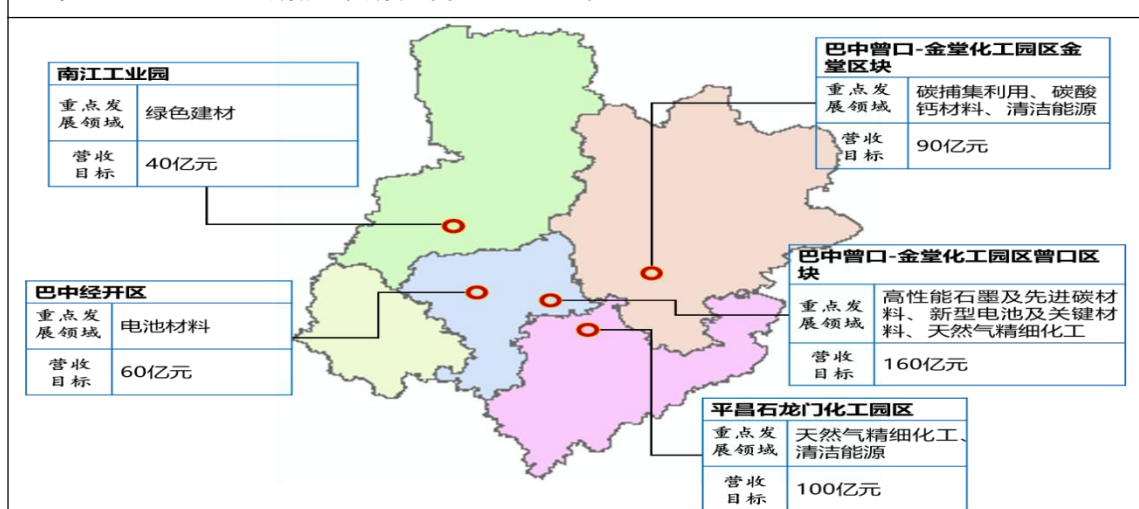 南江工业园
重点发
展领域
绿色建材
营收
目标
40亿元
巴中曾口-金堂化工园区金
堂区块
重点发
展领域
碳捕集利用、碳酸
钙材料、清洁能源
营收
目标
90亿元
巴中经开区
重点发
展领域
电池材料
营收
目标
60亿元
巴中曾口-金堂化工园区曾口区
块
重点发
展领域
高性能石墨及先进碳材
料、新型电池及关键材
料、天然气精细化工
营收
目标
160亿元
平昌石龙门化工园区
重点发
展领域
天然气精细化工、
清洁能源
营收
目标
100亿元